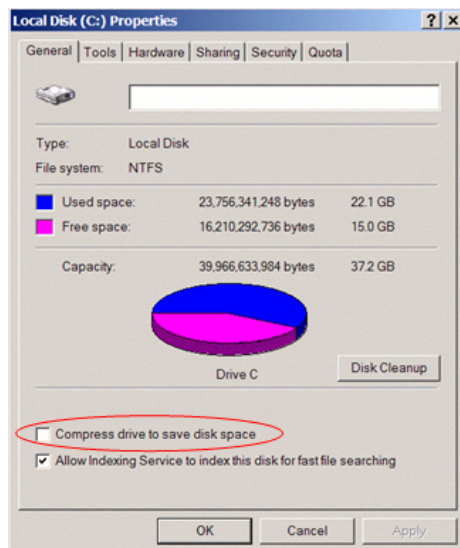 Local Disk (C:) Properties
General Tools Hardware Sharing Security Quota
Type: Local Disk
File system: NTFS
Used space: 23,756,341,248 bytes 22.1 GB
Free space: 16,210,292,736 bytes 15.0 GB
Capacity: 39,966,633,984 bytes 37.2 GB
Drive C
Disk Cleanup
Compress drive to save disk space
Allow Indexing Service to index this disk for fast file searching
OK Cancel Apply